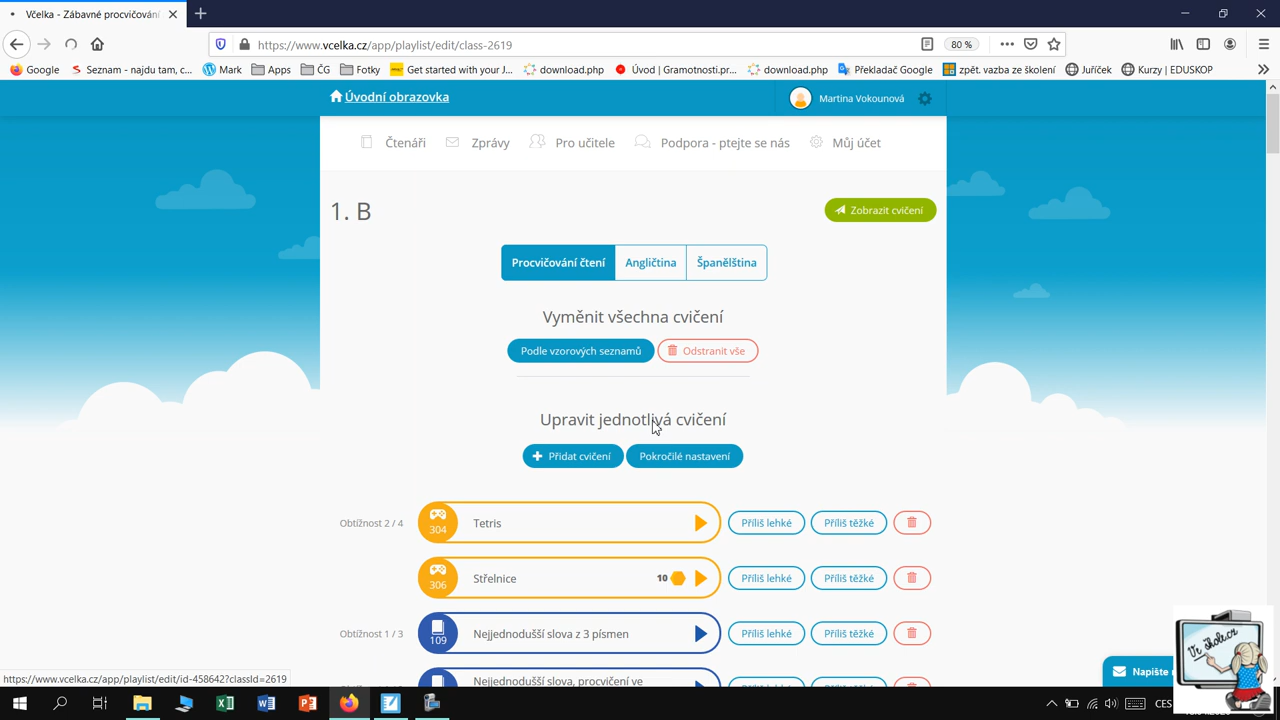 Včelka - Zábavné procvičování
https://www.vcelka.cz/app/playlist/edit/class-2619
80 %
Google
Seznam - najdu tam, c...
Mark
Apps
ČG
Fotky
Get started with your J...
download.php
Úvod | Gramotnosti.pr...
download.php
Překladač Google
zpět. vazba ze školení
Juříček
Kurzy | EDUSKOP
Úvodní obrazovka
Martina Vokounová
Čtenáři
Zprávy
Pro učitele
Podpora - ptejte se nás
Můj účet
1. B
Zobrazit cvičení
Procvičování čtení
Angličtina
Španělština
Vyměnit všechna cvičení
Podle vzorových seznamů
Odstranit vše
Upravit jednotlivá cvičení
Přidat cvičení
Pokročilé nastavení
Obtížnost 2 / 4
304
Tetris
Příliš lehké
Příliš těžké
306
Střelnice
10
Příliš lehké
Příliš těžké
Obtížnost 1 / 3
109
Nejjednodušší slova z 3 písmen
Příliš lehké
Příliš těžké
Nejjednodušší slova, procvičení ve
Napište
https://www.vcelka.cz/app/playlist/edit/id-458642?classId=2619
Ve škole.cz
CES